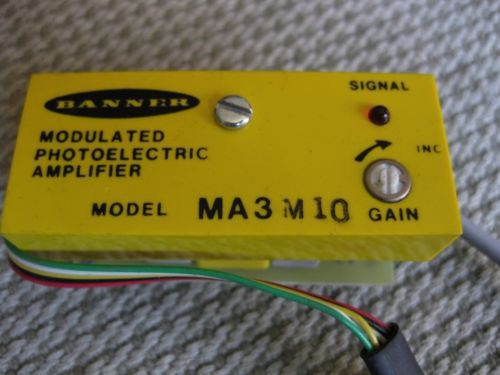 BANNER
SIGNAL
MODULATED
PHOTOELECTRIC
AMPLIFIER
INC
MODEL MA3M10 GAIN